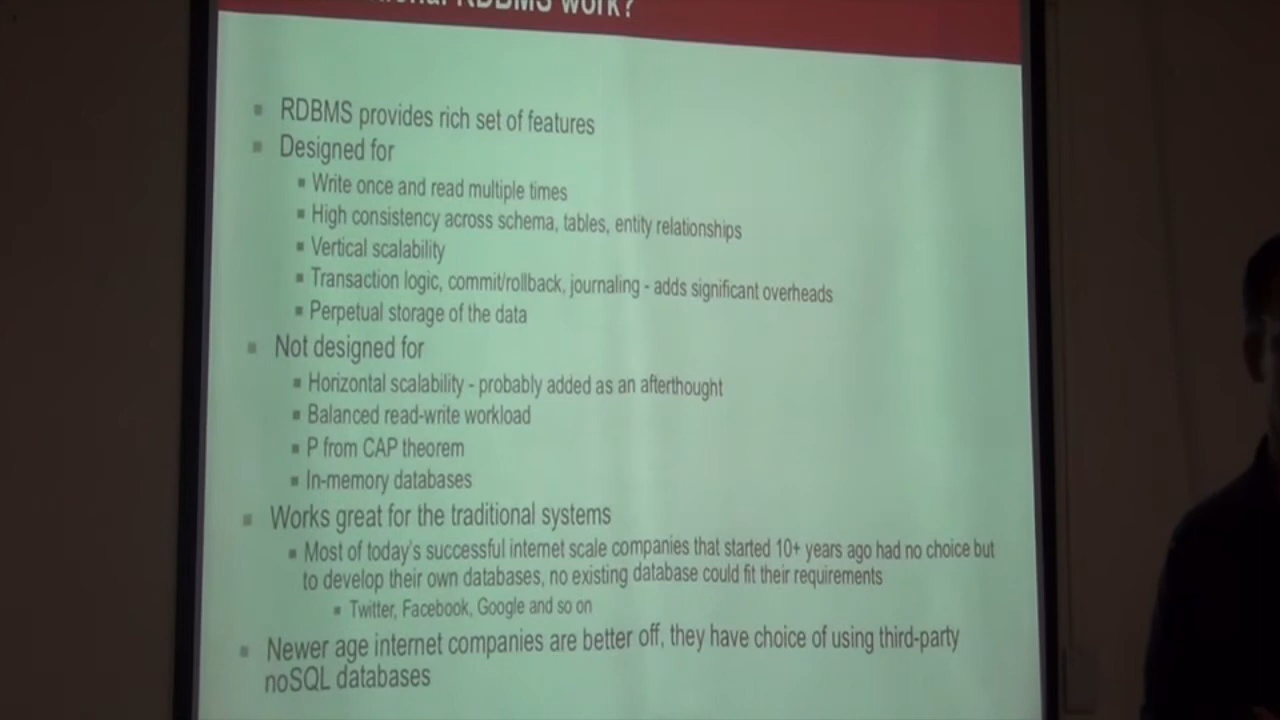 RDBMS work?
RDBMS provides rich set of features
Designed for
Write once and read multiple times
High consistency across schema, tables, entity relationships
Vertical scalability
Transaction logic, commit/rollback, journaling - adds significant overheads
Perpetual storage of the data
Not designed for
Horizontal scalability - probably added as an afterthought
Balanced read-write workload
P from CAP theorem
In-memory databases
Works great for the traditional systems
Most of today's successful internet scale companies that started 10+ years ago had no choice but
to develop their own databases, no existing database could fit their requirements
Twitter, Facebook, Google and so on
Newer age internet companies are better off, they have choice of using third-party
noSQL databases